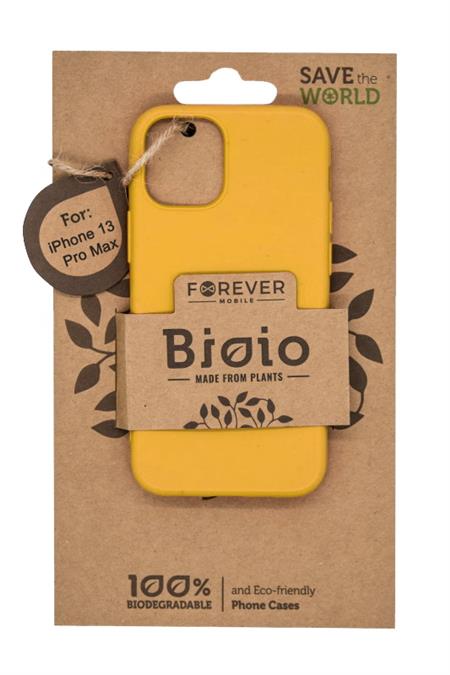 SAVE the
WORLD
For:
iPhone 13
Pro Max
FOREVER
MOBILE
Bioio
MADE FROM PLANTS
100%
BIODEGRADABLE
and Eco-friendly
Phone Cases